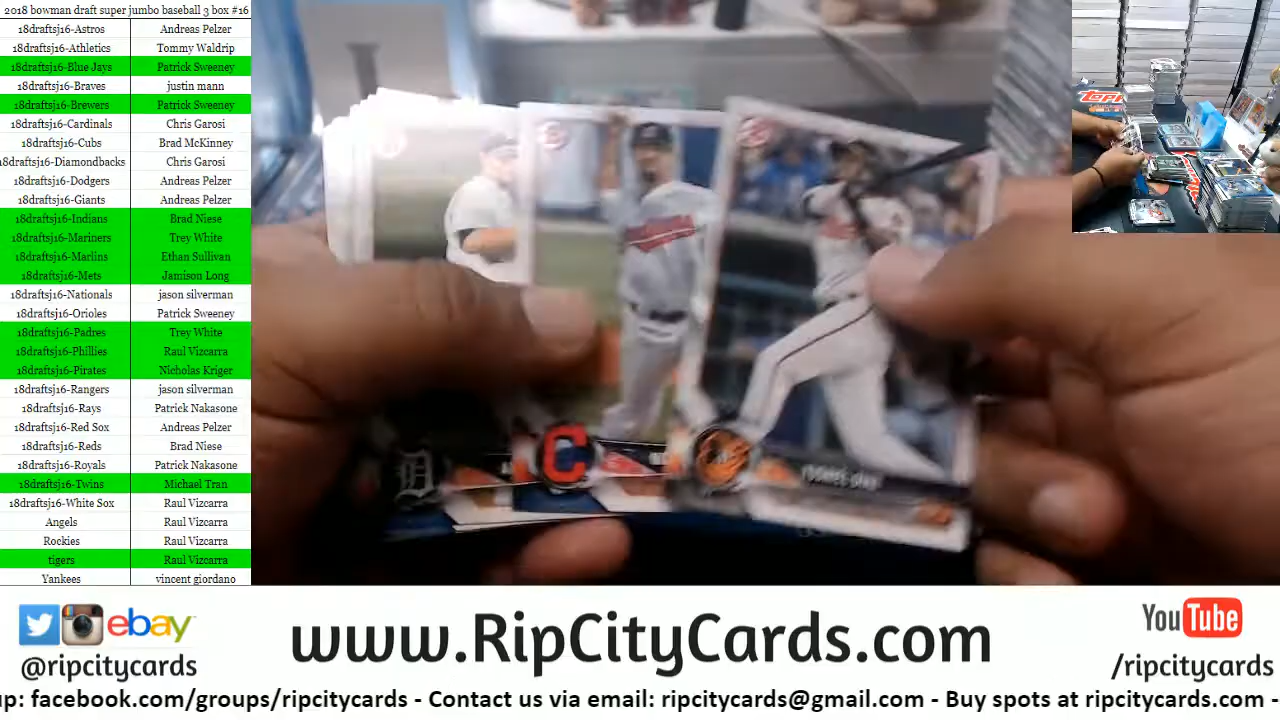 2018 bowman draft super jumbo baseball 3 box #16
18draftsj16-Astros Andreas Pelzer
18draftsj16-Athletics Tommy Waldrip
18draftsj16-Blue Jays Patrick Sweeney
18draftsj16-Braves justin mann
18draftsj16-Brewers Patrick Sweeney
18draftsj16-Cardinals Chris Garosi
18draftsj16-Cubs Brad McKinney
18draftsj16-Diamondbacks Chris Garosi
18draftsj16-Dodgers Andreas Pelzer
18draftsj16-Giants Andreas Pelzer
18draftsj16-Indians Brad Niese
18draftsj16-Mariners Trey White
18draftsj16-Marlins Ethan Sullivan
18draftsj16-Mets Jamison Long
18draftsj16-Nationals jason silverman
18draftsj16-Orioles Patrick Sweeney
18draftsj16-Padres Trey White
18draftsj16-Phillies Raul Vizcarra
18draftsj16-Pirates Nicholas Kriger
18draftsj16-Rangers jason silverman
18draftsj16-Rays Patrick Nakasone
18draftsj16-Red Sox Andreas Pelzer
18draftsj16-Reds Brad Niese
18draftsj16-Royals Patrick Nakasone
18draftsj16-Twins Michael Tran
18draftsj16-White Sox Raul Vizcarra
Angels Raul Vizcarra
Rockies Raul Vizcarra
tigers Raul Vizcarra
Yankees vincent giordano
Topps
C
ebay
@ripcitycards
www.RipCityCards.com
YouTube
/ripcitycards
up: facebook.com/groups/ripcitycards - Contact us via email: ripcitycards@gmail.com - Buy spots at ripcitycards.com -